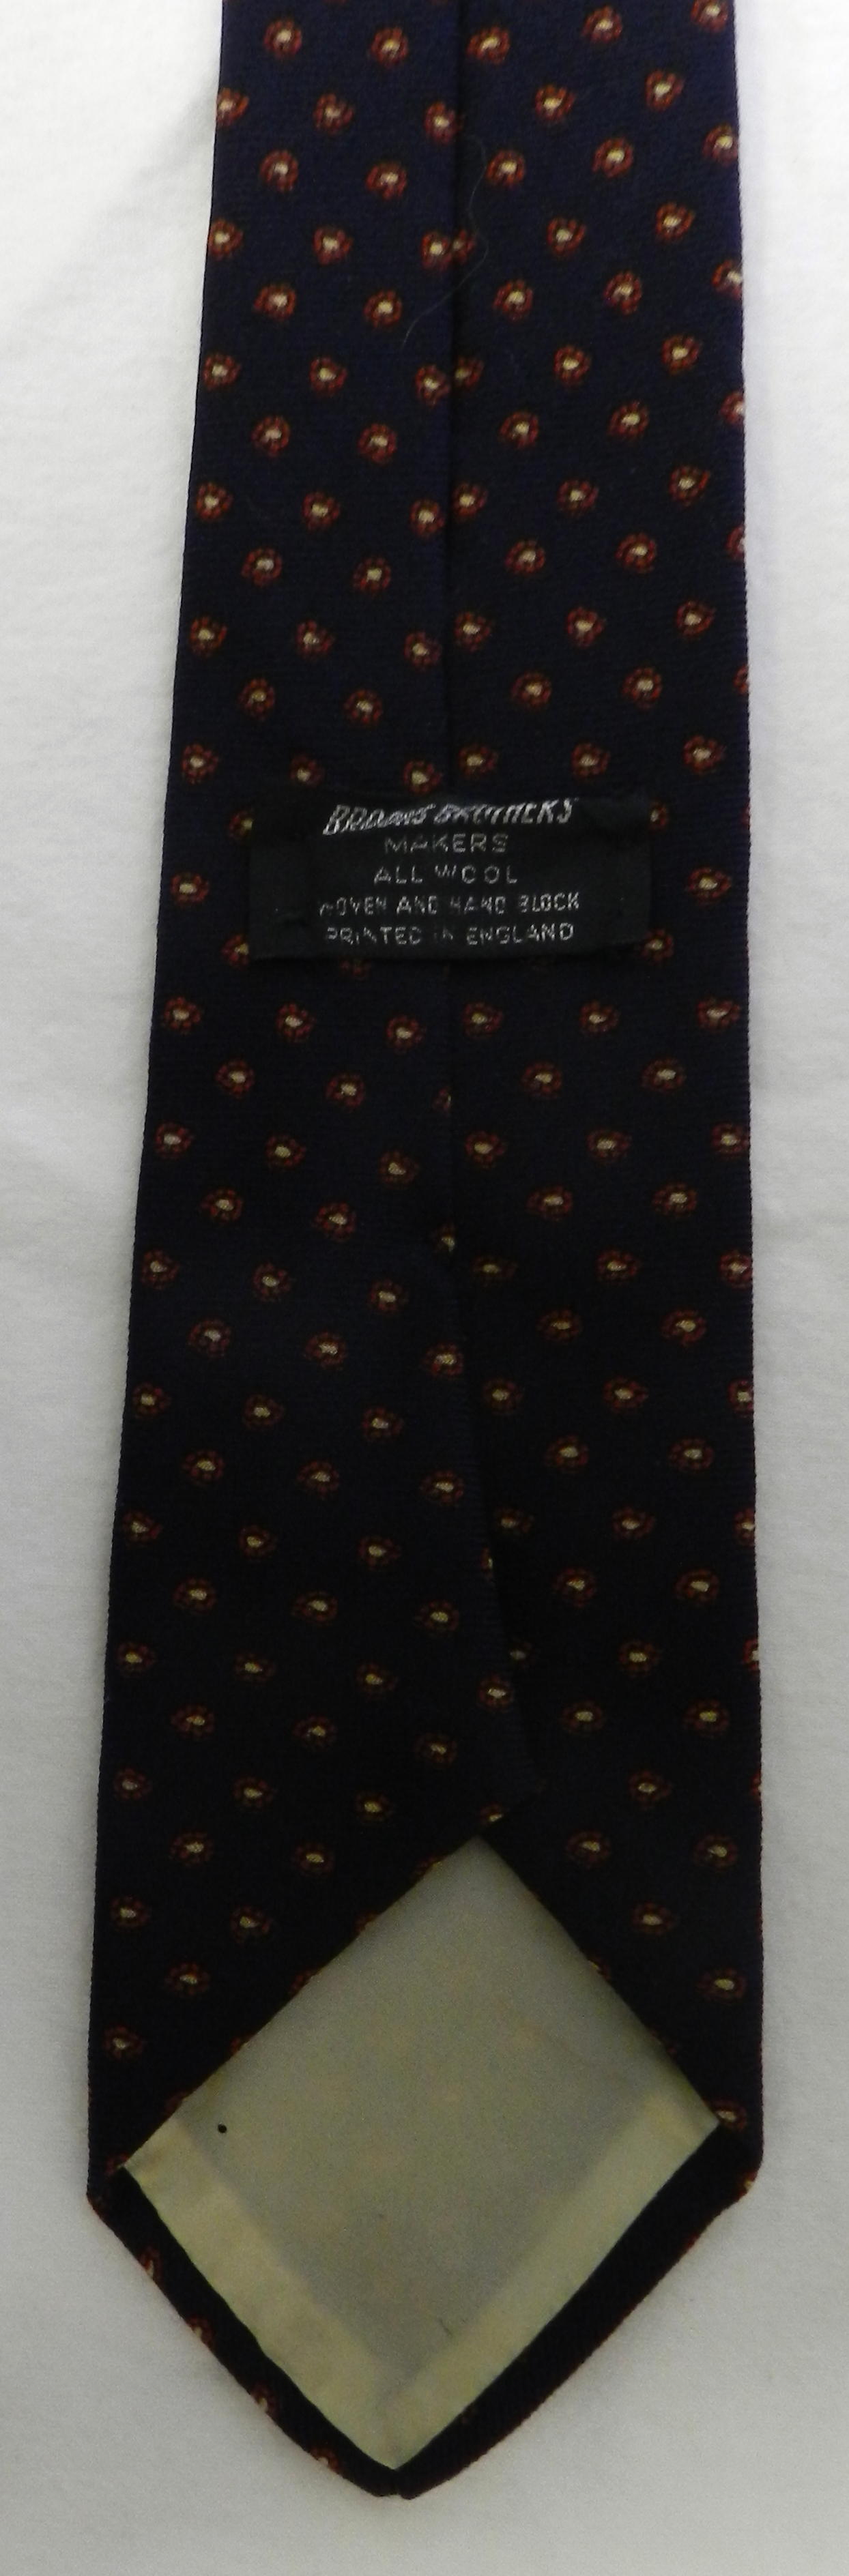 BROOKS BROTHERS
MAKERS
ALL WOOL
WOVEN AND HAND BLOCK
PRINTED IN ENGLAND